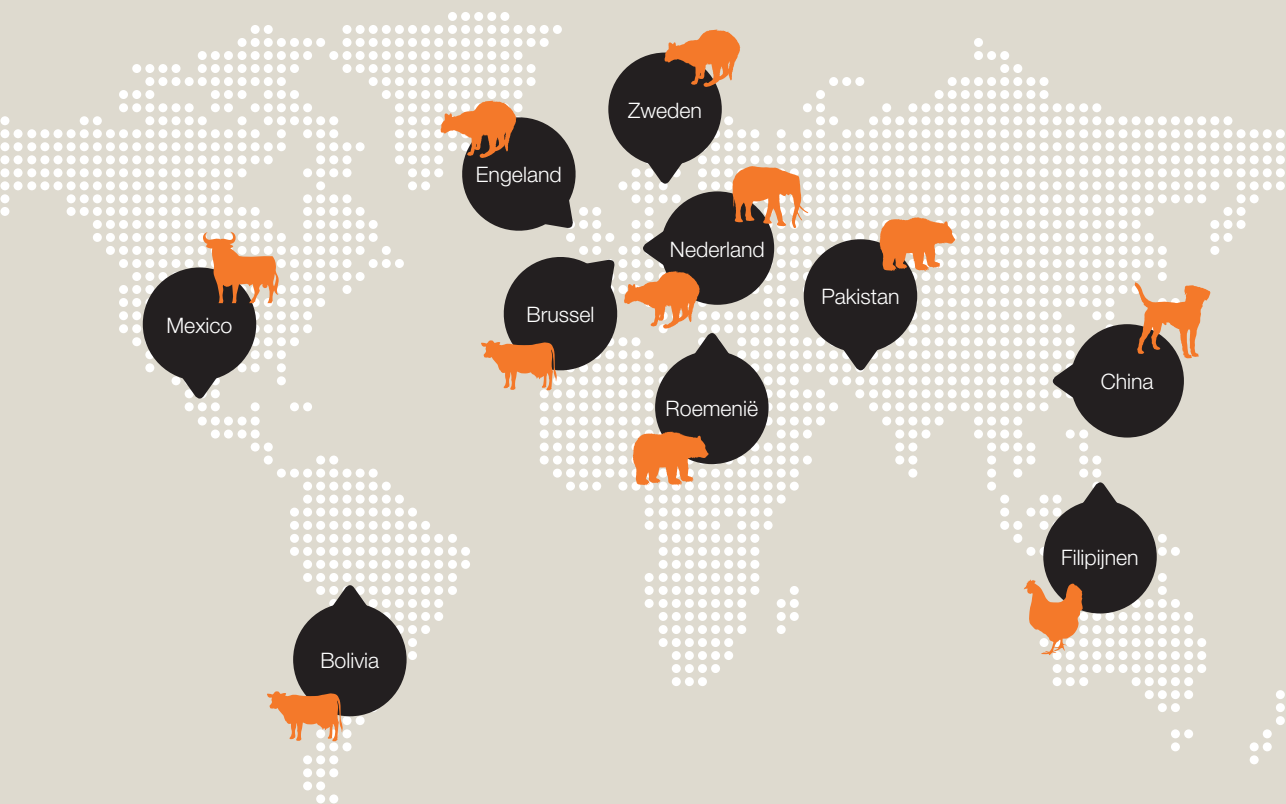 Zweden
Engeland
Nederland
Pakistan
Brussel
Mexico
China
Roemenië
Filipijnen
Bolivia